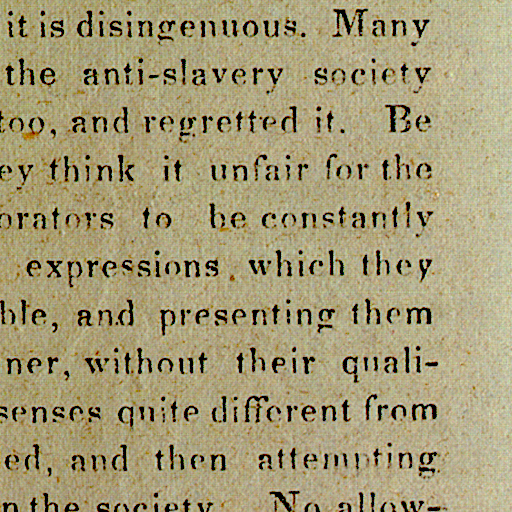 it is disingenuous. Many
the anti-slavery society
too, and regretted it. Be
ey think it unfair for the
orators to be constantly
expressions which they
ble, and presenting them
ner, without their quali-
senses quite different from
ed, and then attempting
n the society. No allow-